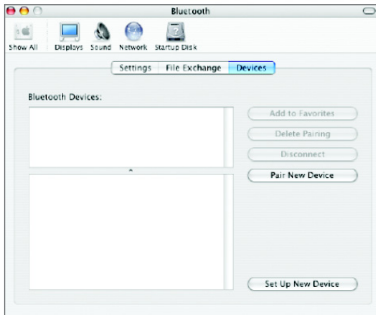 Bluetooth
Show All Displays Sound Network Startup Disk
Settings File Exchange Devices
Bluetooth Devices:
Add to Favorites
Delete Pairing
Disconnect
Pair New Device
Set Up New Device